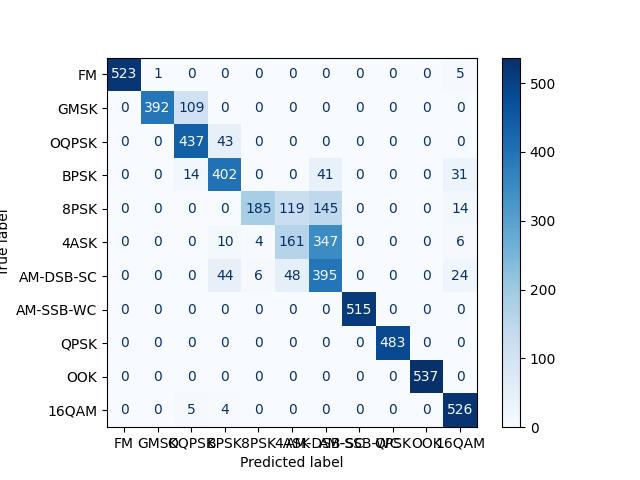 FM 523 1 0 0 0 0 0 0 0 0 5
GMSK 0 392 109 0 0 0 0 0 0 0 0
OQPSK 0 0 437 43 0 0 0 0 0 0 0
BPSK 0 0 14 402 0 0 41 0 0 0 31
8PSK 0 0 0 0 185 119 145 0 0 0 14
4ASK 0 0 0 10 4 161 347 0 0 0 6
AM-DSB-SC 0 0 0 44 6 48 395 0 0 0 24
AM-SSB-WC 0 0 0 0 0 0 0 515 0 0 0
QPSK 0 0 0 0 0 0 0 0 483 0 0
OOK 0 0 0 0 0 0 0 0 0 537 0
16QAM 0 0 5 4 0 0 0 0 0 0 526
FM GMSK OQPSK BPSK 8PSK 4ASK AM-DSB-SC AM-SSB-WC QPSK OOK 16QAM
Predicted label
True label
500
400
300
200
100
0